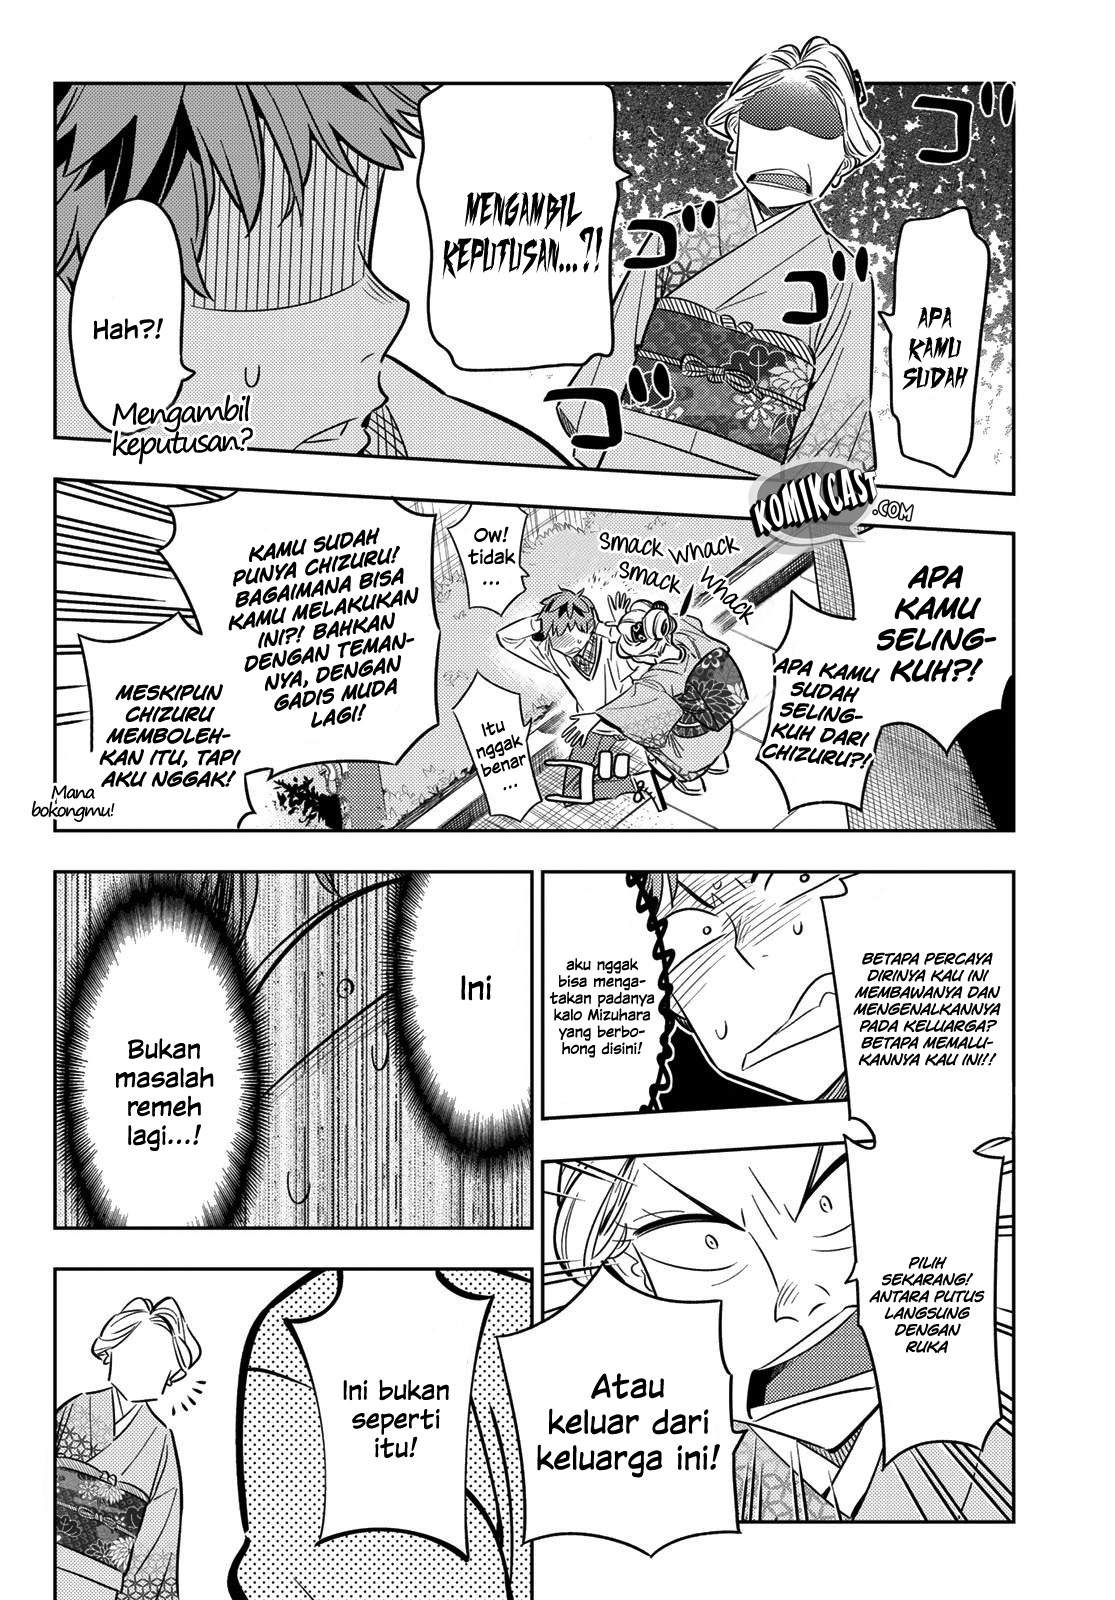 APA
KAMU
SUDAH
MENGAMBIL
KEPUTUSAN...?!
Hah?!
Mengambil
keputusan?
ゴ゛
ゴ゛
ゴ゛
KOMIKCAST
.COM
APA
KAMU
SELING-
KUH?!
APA KAMU
SUDAH
SELING-
KUH DARI
CHIZURU?!
Smack
Whack
Smack
Whack
Ow!
tidak
...
Itu
nggak
benar
...
KAMU SUDAH
PUNYA CHIZURU!
BAGAIMANA BISA
KAMU MELAKUKAN
INI?! BAHKAN
DENGAN TEMAN-
NYA, DENGAN
GADIS MUDA
LAGI!
MESKIPUN
CHIZURU
MEMBOLEH-
KAN ITU, TAPI
AKU NGGAK!
Mana
bokongmu!
BETAPA PERCAYA
DIRINYA KAU INI
MEMBAWANYA DAN
MENGENALKANNYA
PADA KELUARGA?
BETAPA MEMALU-
KANNYA KAU INI!!
aku nggak
bisa menga-
takan padanya
kalo Mizuhara
yang berbo-
hong disini!
Ini
Bukan
masalah
remeh
lagi...!
PILIH
SEKARANG!
ANTARA PUTUS
LANGSUNG
DENGAN
RUKA
Atau
keluar dari
keluarga ini!
Ini bukan
seperti
itu!